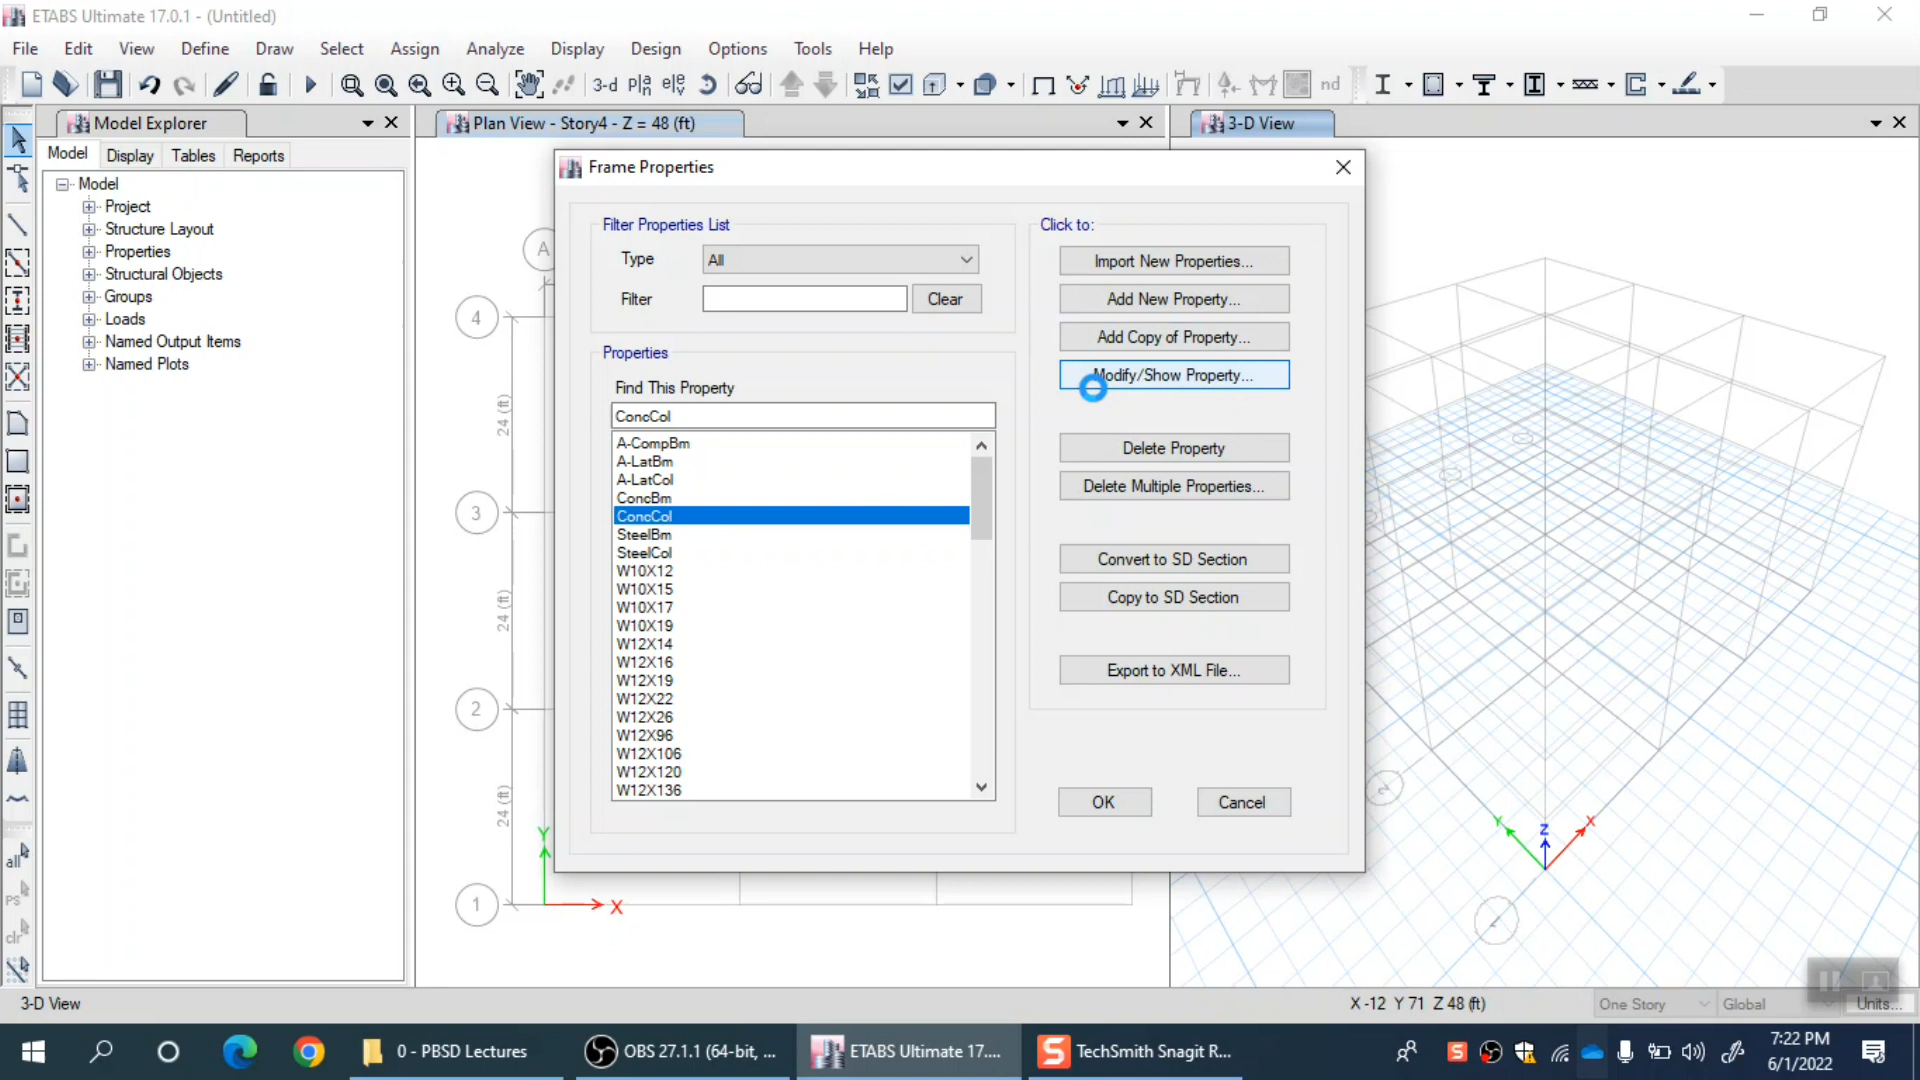 ETABS Ultimate 17.0.1 - (Untitled)
File Edit View Define Draw Select Assign Analyze Display Design Options Tools Help
3-d nd
Model Explorer
Plan View - Story4 - Z = 48 (ft)
3-D View
Model Display Tables Reports
Model
Project
Structure Layout
Properties
Structural Objects
Groups
Loads
Named Output Items
Named Plots
all
PS
clr
A
4
3
2
1
24 (ft)
24 (ft)
24 (ft)
Y
X
Frame Properties
Filter Properties List
Type All
Filter Clear
Properties
Find This Property
ConcCol
A-CompBm
A-LatBm
A-LatCol
ConcBm
ConcCol
SteelBm
SteelCol
W10X12
W10X15
W10X17
W10X19
W12X14
W12X16
W12X19
W12X22
W12X26
W12X96
W12X106
W12X120
W12X136
Click to:
Import New Properties...
Add New Property...
Add Copy of Property...
Modify/Show Property...
Delete Property
Delete Multiple Properties...
Convert to SD Section
Copy to SD Section
Export to XML File...
OK Cancel
Y Z X
3-D View
X -12 Y 71 Z 48 (ft)
One Story Global Units...
0 - PBSD Lectures
OBS 27.1.1 (64-bit, ...
ETABS Ultimate 17....
TechSmith Snagit R...
7:22 PM
6/1/2022